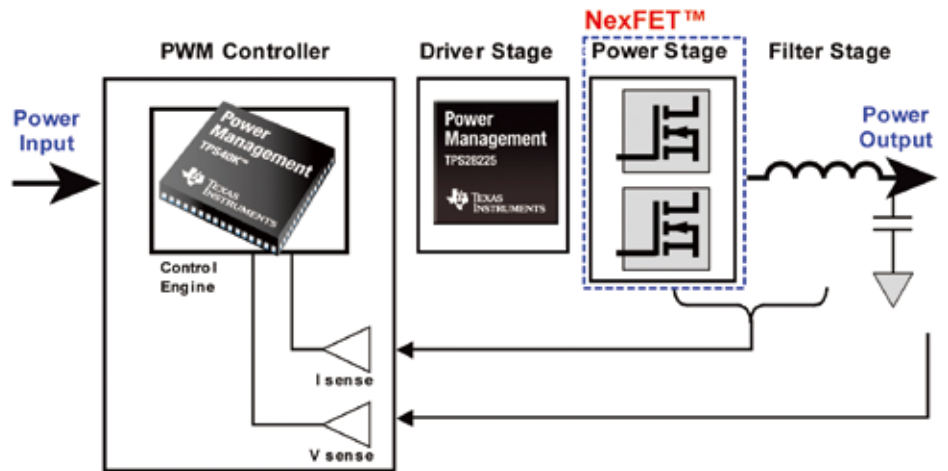 NexFET™
PWM Controller
Driver Stage
Power Stage
Filter Stage
Power
Input
Power
Management
TPS40K™
TEXAS
INSTRUMENTS
Control
Engine
Power
Management
TPS28225
TEXAS
INSTRUMENTS
Power
Output
I sense
V sense